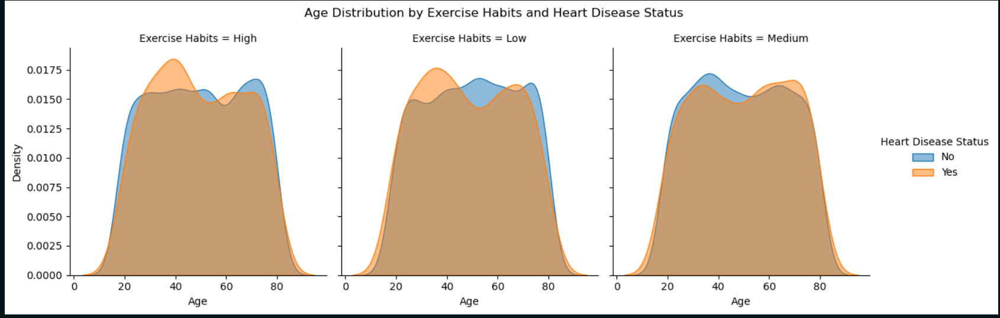 Age Distribution by Exercise Habits and Heart Disease Status
Exercise Habits = High
Exercise Habits = Low
Exercise Habits = Medium
Density
0.0175
0.0150
0.0125
0.0100
0.0075
0.0050
0.0025
0.0000
0 20 40 60 80
0 20 40 60 80
0 20 40 60 80
Age
Age
Age
Heart Disease Status
No
Yes